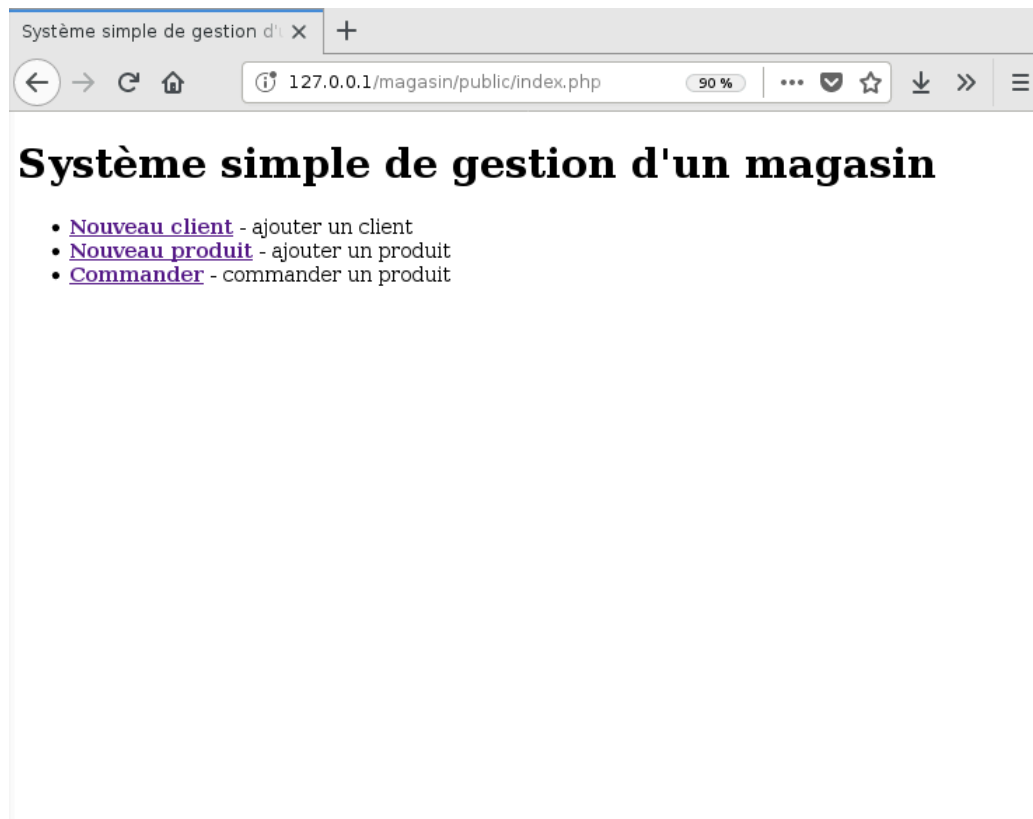 Système simple de gestion d'
127.0.0.1/magasin/public/index.php 90 %
Système simple de gestion d'un magasin
Nouveau client - ajouter un client
Nouveau produit - ajouter un produit
Commander - commander un produit